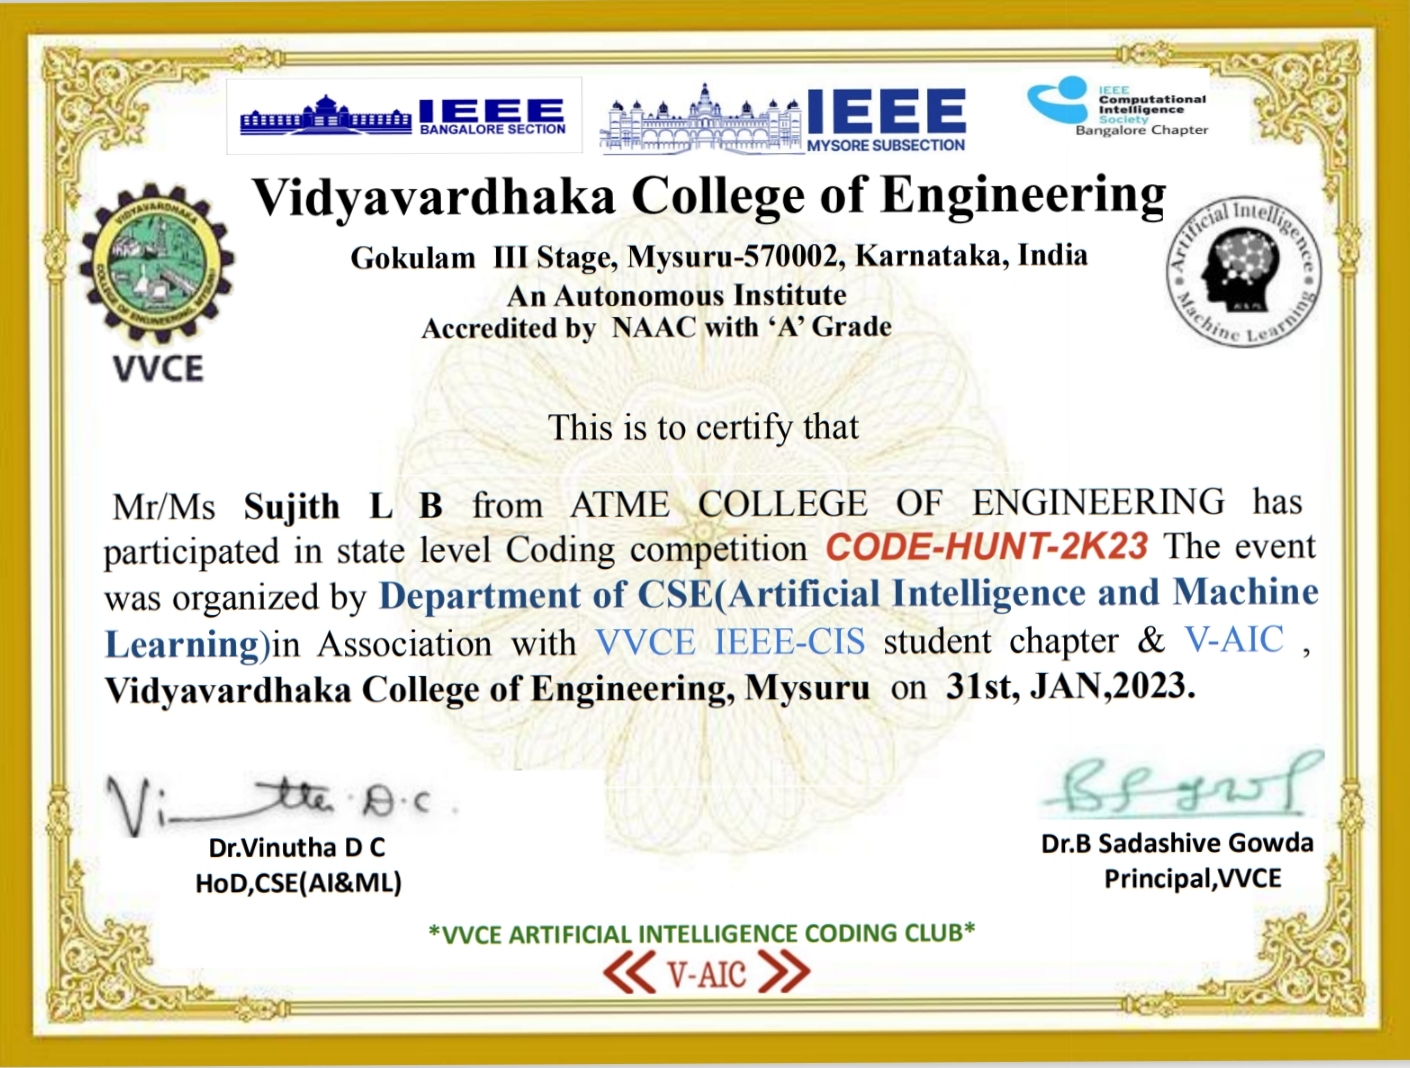 IEEE
BANGALORE SECTION
IEEE
MYSORE SUBSECTION
IEEE
Computational
Intelligence
Society
Bangalore Chapter
Vidyavardhaka College of Engineering
Gokulam III Stage, Mysuru-570002, Karnataka, India
An Autonomous Institute
Accredited by NAAC with ‘A’ Grade
VIDYAVARDHAKA
COLLEGE OF ENGINEERING, MYSURU
VVCE
Artificial Intelligence
Machine Learning
This is to certify that
Mr/Ms Sujith L B from ATME COLLEGE OF ENGINEERING has
participated in state level Coding competition CODE-HUNT-2K23 The event
was organized by Department of CSE(Artificial Intelligence and Machine
Learning)in Association with VVCE IEEE-CIS student chapter & V-AIC ,
Vidyavardhaka College of Engineering, Mysuru on 31st, JAN,2023.
Dr.Vinutha D C
HoD,CSE(AI&ML)
Dr.B Sadashive Gowda
Principal,VVCE
*VVCE ARTIFICIAL INTELLIGENCE CODING CLUB*
V-AIC